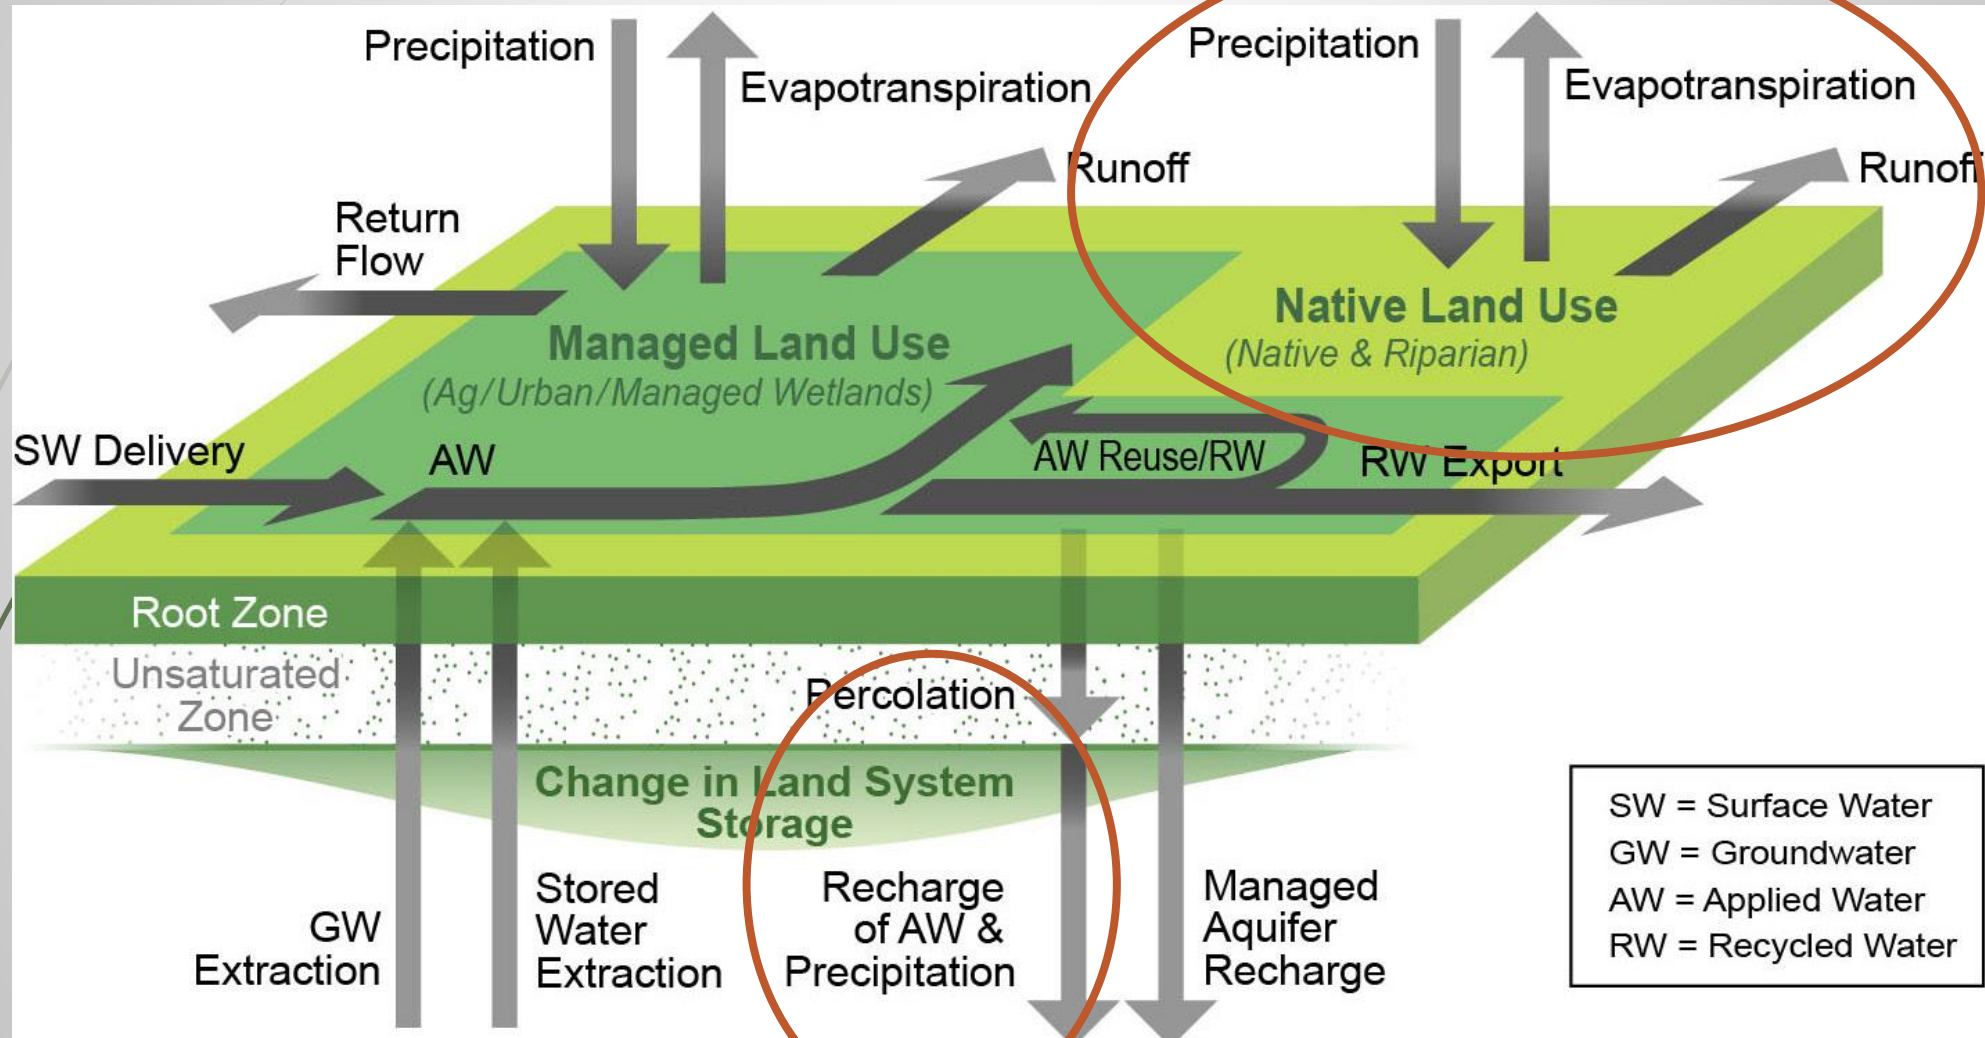 Precipitation
Evapotranspiration
Runoff
Return
Flow
Managed Land Use
(Ag/Urban/Managed Wetlands)
Precipitation
Evapotranspiration
Runoff
Native Land Use
(Native & Riparian)
SW Delivery
AW
AW Reuse/RW
RW Export
Root Zone
Unsaturated
Zone
Percolation
Change in Land System
Storage
GW
Extraction
Stored
Water
Extraction
Recharge
of AW &
Precipitation
Managed
Aquifer
Recharge
SW = Surface Water
GW = Groundwater
AW = Applied Water
RW = Recycled Water